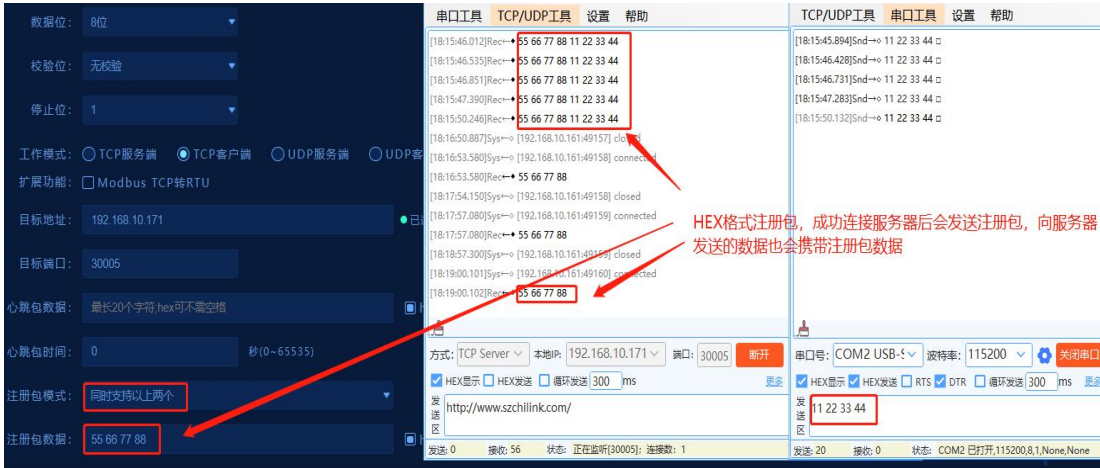 数据位: 8位
校验位: 无校验
停止位: 1
工作模式: TCP服务端 TCP客户端 UDP服务端 UDP客
扩展功能: Modbus TCP转RTU
目标地址: 192.168.10.171
目标端口: 30005
心跳包数据: 最长20个字符,hex可不需空格
心跳包时间: 0 秒(0~65535)
注册包模式: 同时支持以上两个
注册包数据: 55 66 77 88
串口工具 TCP/UDP工具 设置 帮助
[18:15:46.012]Rec←♦ 55 66 77 88 11 22 33 44
[18:15:46.535]Rec←♦ 55 66 77 88 11 22 33 44
[18:15:46.851]Rec←♦ 55 66 77 88 11 22 33 44
[18:15:47.390]Rec←♦ 55 66 77 88 11 22 33 44
[18:15:50.246]Rec←♦ 55 66 77 88 11 22 33 44
[18:16:50.887]Sys←◇ [192.168.10.161:49157] closed
[18:16:53.580]Sys←◇ [192.168.10.161:49158] connected
[18:16:53.580]Rec←♦ 55 66 77 88
[18:17:54.150]Sys←◇ [192.168.10.161:49158] closed
[18:17:57.080]Sys←◇ [192.168.10.161:49159] connected
[18:17:57.080]Rec←♦ 55 66 77 88
[18:18:57.300]Sys←◇ [192.168.10.161:49159] closed
[18:19:00.101]Sys←◇ [192.168.10.161:49160] connected
[18:19:00.102]Rec←♦ 55 66 77 88
方式: TCP Server 本地IP: 192.168.10.171 端口: 30005 断开
HEX显示 HEX发送 循环发送 300 ms 更多
发送区 http://www.szchilink.com/
发送: 0 接收: 56 状态: 正在监听[30005]; 连接数: 1
TCP/UDP工具 串口工具 设置 帮助
[18:15:45.894]Snd→◇ 11 22 33 44 □
[18:15:46.428]Snd→◇ 11 22 33 44 □
[18:15:46.731]Snd→◇ 11 22 33 44 □
[18:15:47.283]Snd→◇ 11 22 33 44 □
[18:15:50.132]Snd→◇ 11 22 33 44 □
HEX格式注册包，成功连接服务器后会发送注册包，向服务器
发送的数据也会携带注册包数据
串口号: COM2 USB-S 波特率: 115200 关闭串口
HEX显示 HEX发送 RTS DTR 循环发送 300 ms 更多
发送区 11 22 33 44
发送: 20 接收: 0 状态: COM2 已打开,115200,8,1,None,None